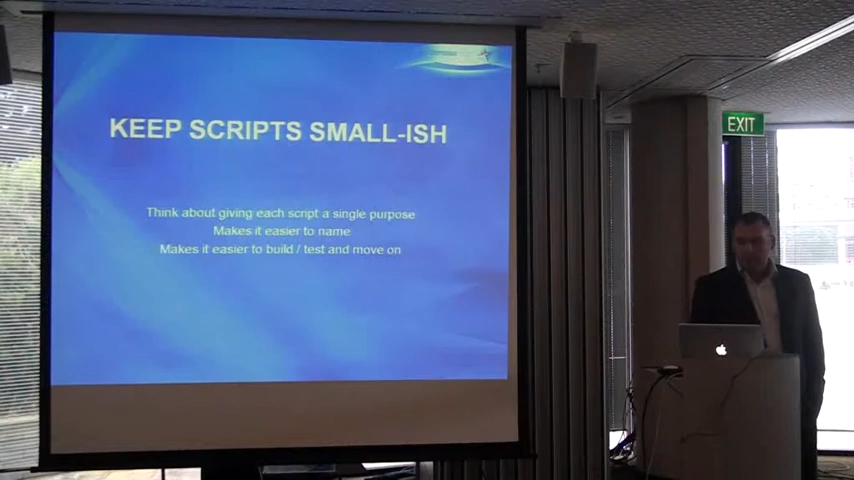 KEEP SCRIPTS SMALL-ISH
Think about giving each script a single purpose
Makes it easier to name
Makes it easier to build / test and move on
EXIT